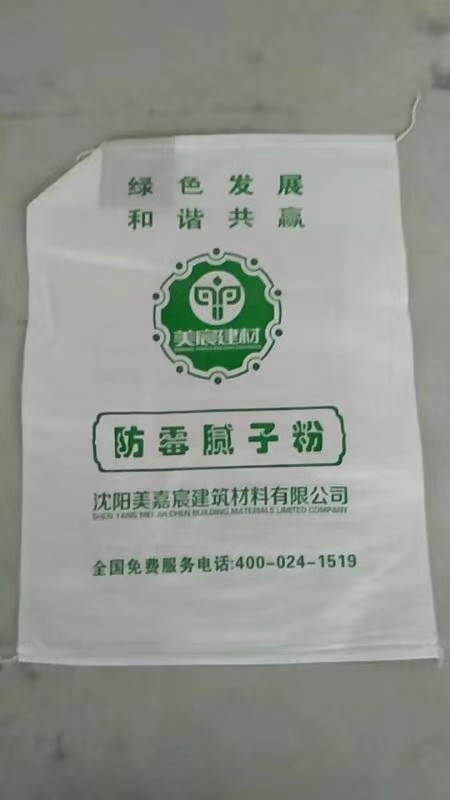 绿色发展
和谐共赢
美宸建材
防霉腻子粉
沈阳美嘉宸建筑材料有限公司
SHEN YANG MEI JIA CHEN BUILDING MATERIALS LIMITED COMPANY
全国免费服务电话:400-024-1519